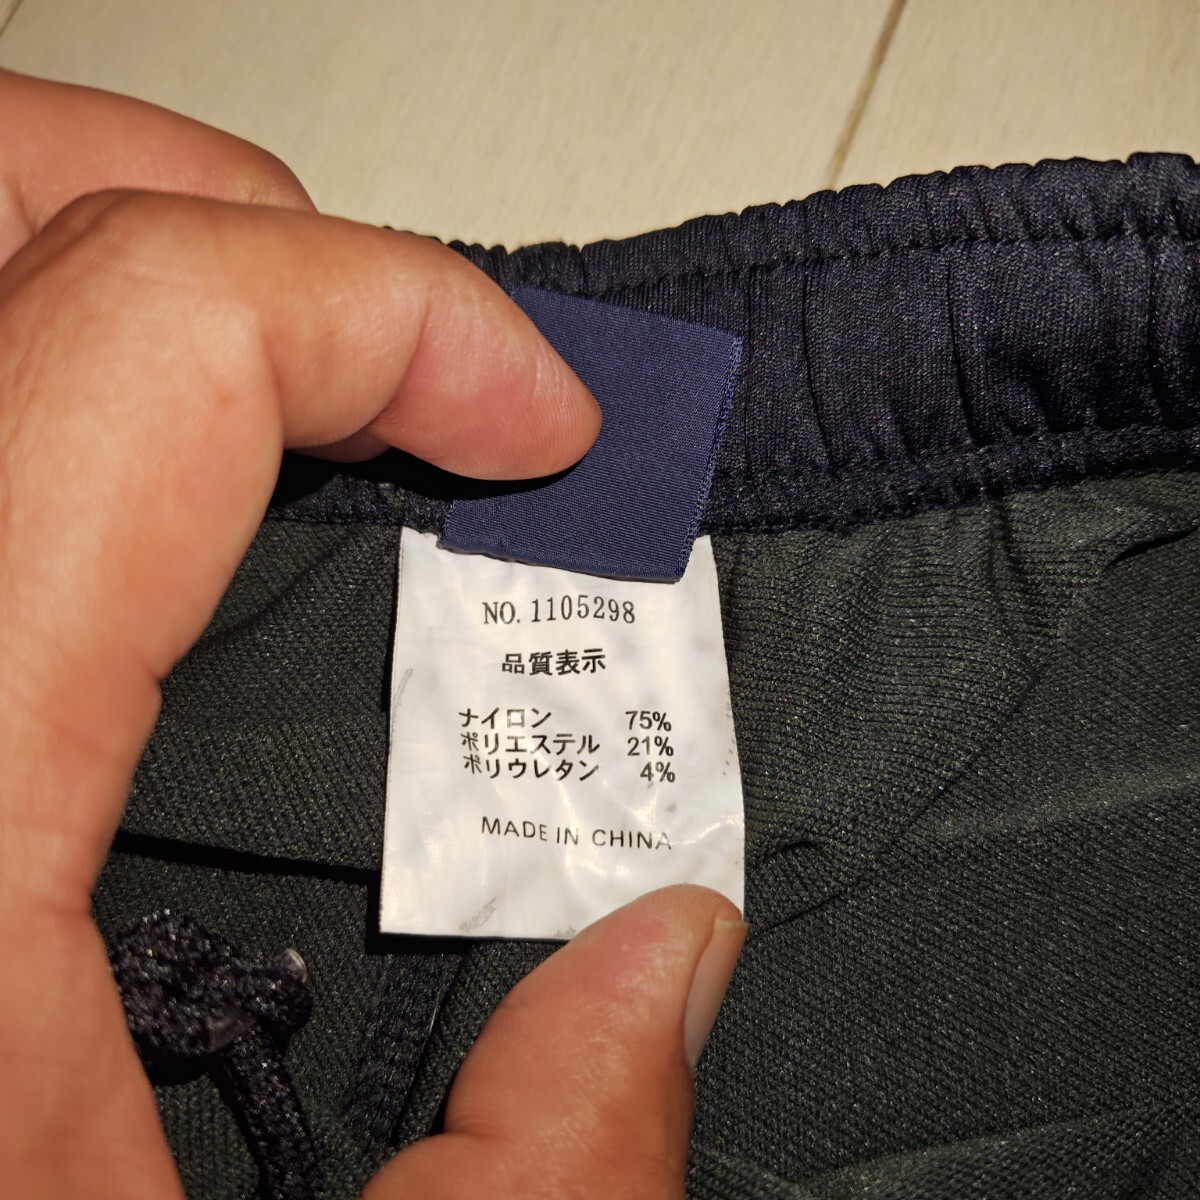 NO. 1105298
品質表示
ナイロン 75%
ポリエステル 21%
ポリウレタン 4%
MADE IN CHINA